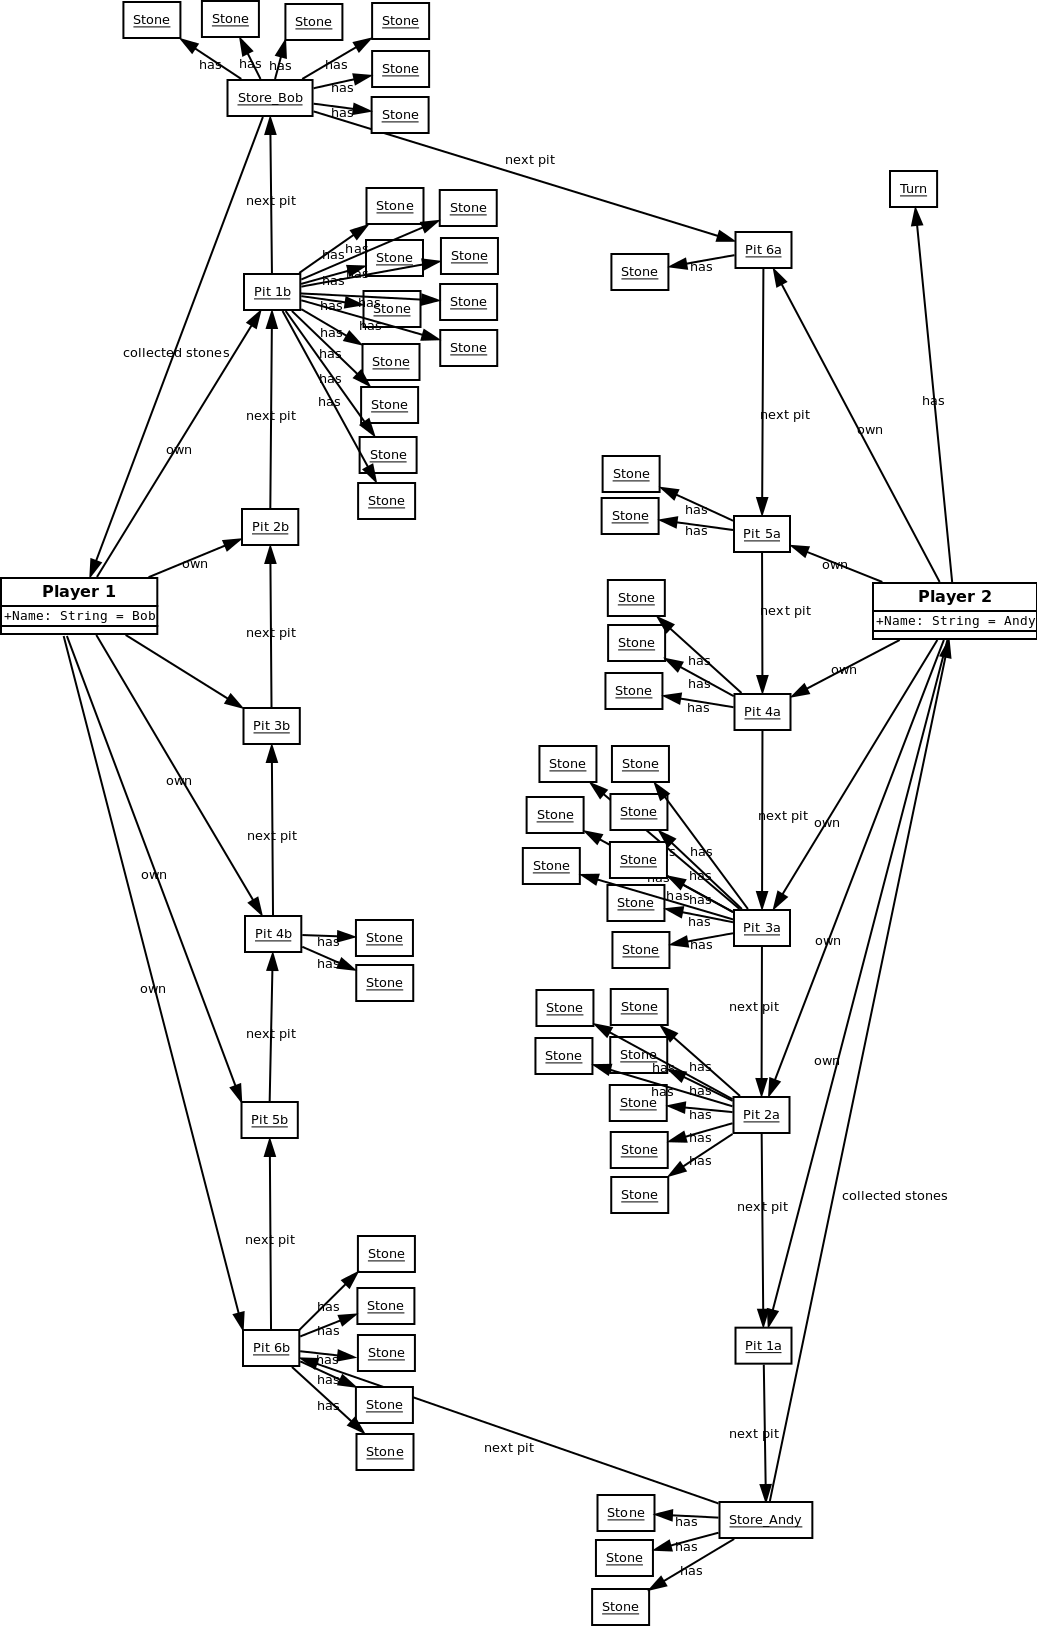 Stone
Stone
Stone
Stone
has
has
has
has
Stone
has
Store_Bob
Stone
has
next pit
Turn
next pit
Stone
Stone
Pit 6a
has
has
Stone
Stone
has
Stone
has
has
Pit 1b
Stone
has
has
Stone
has
has
Stone
has
Stone
collected stones
has
has
Stone
has
has
next pit
next pit
own
own
Stone
Stone
Stone
has
Stone
Stone
Pit 2b
has
Pit 5a
own
own
Player 1
+Name: String = Bob
Stone
next pit
Player 2
+Name: String = Andy
next pit
Stone
has
own
Stone
has
has
Pit 4a
Pit 3b
Stone
Stone
own
Stone
Stone
next pit
own
next pit
has
Stone
Stone
own
has
has
has
has
Stone
has
Pit 3a
Pit 4b
Stone
has
own
has
Stone
has
Stone
own
Stone
Stone
next pit
next pit
Stone
Stone
own
has
has
has
has
Stone
has
Pit 2a
Pit 5b
has
Stone
has
Stone
collected stones
next pit
next pit
Stone
has
Stone
has
Pit 6b
Stone
Pit 1a
has
has
Stone
has
next pit
next pit
Stone
Stone
has
Store_Andy
has
Stone
has
Stone